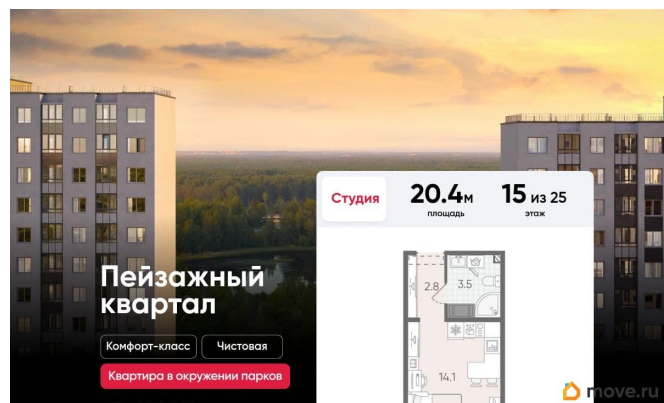 Студия
20.4м
площадь
15 из 25
этаж
2.8
3.5
Пейзажный
квартал
Комфорт-класс
Чистовая
Квартира в окружении парков
14.1
move.ru